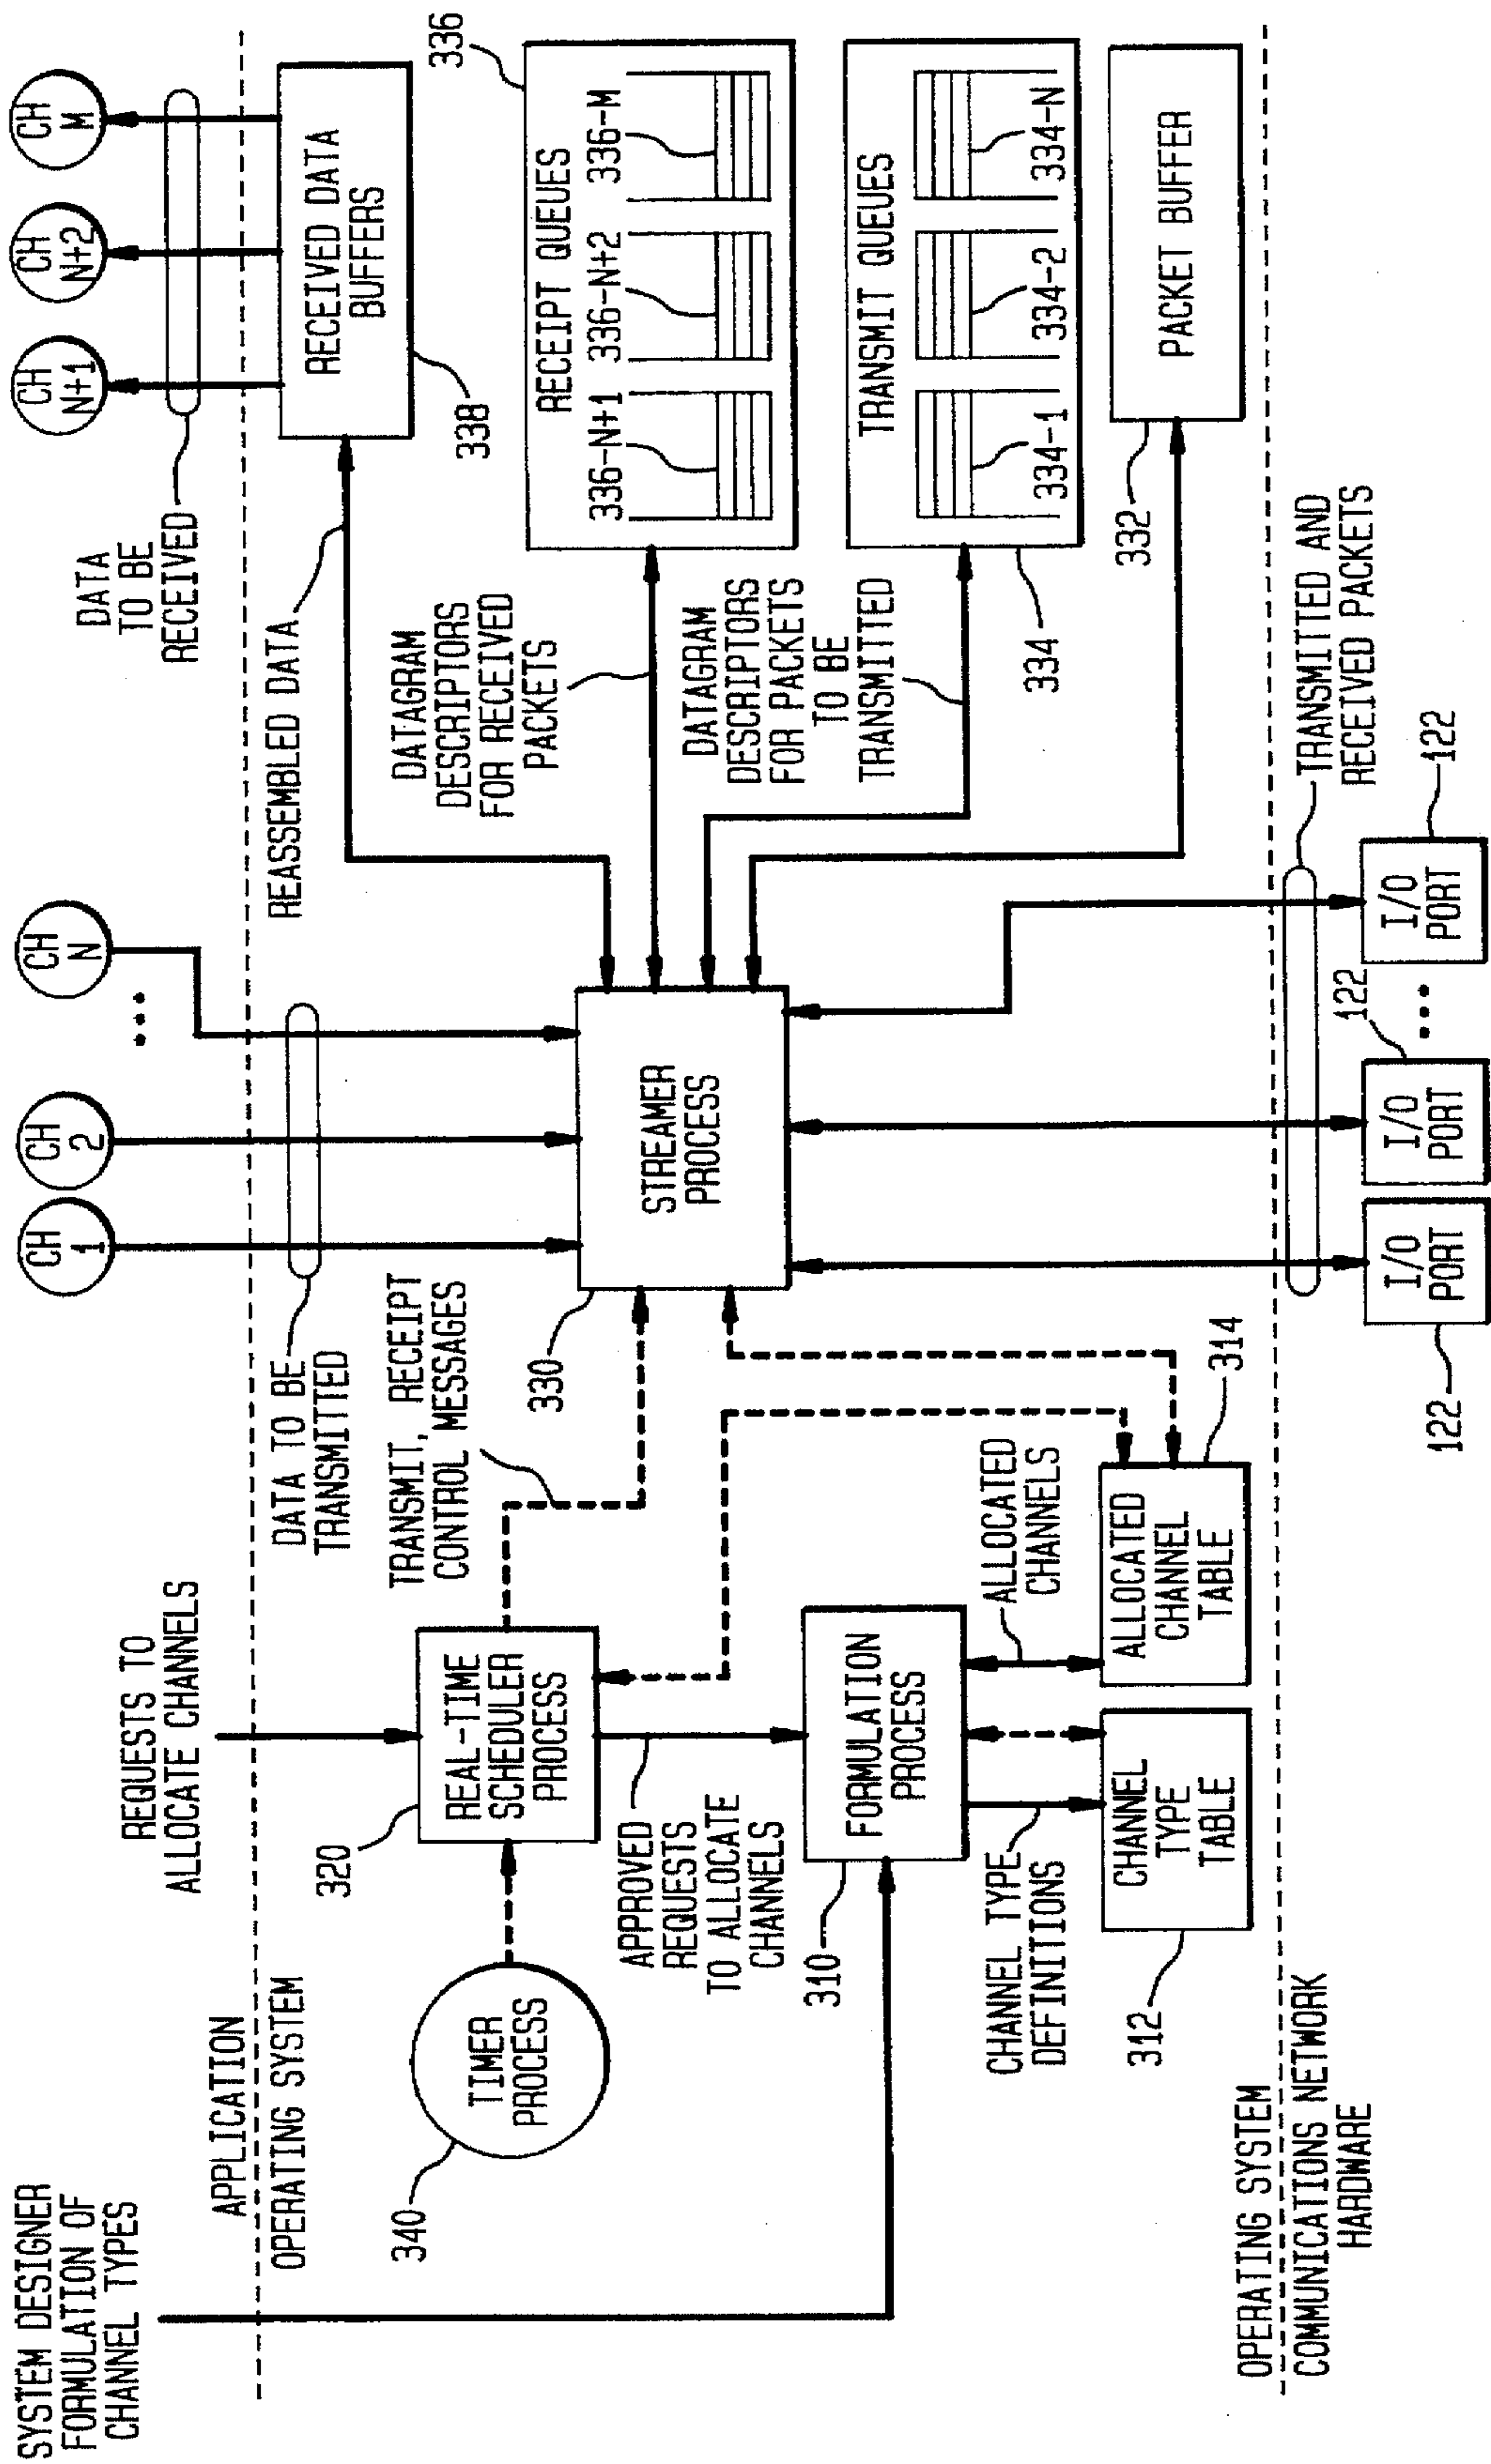 SYSTEM DESIGNER
FORMULATION OF
CHANNEL TYPES
REQUESTS TO
ALLOCATE CHANNELS
CH
1
CH
2
...
CH
N
CH
N+1
CH
N+2
CH
M
DATA
TO BE
RECEIVED
APPLICATION
OPERATING SYSTEM
DATA TO BE
TRANSMITTED
REASSEMBLED DATA
RECEIVED DATA
BUFFERS
338
TIMER
PROCESS
340
320
REAL-TIME
SCHEDULER
PROCESS
TRANSMIT, RECEIPT
CONTROL MESSAGES
330
STREAMER
PROCESS
DATAGRAM
DESCRIPTORS
FOR RECEIVED
PACKETS
336
RECEIPT QUEUES
336-N+1
336-N+2
336-M
APPROVED
REQUESTS
TO ALLOCATE
CHANNELS
DATAGRAM
DESCRIPTORS
FOR PACKETS
TO BE
TRANSMITTED
334
TRANSMIT QUEUES
334-1
334-2
334-N
310
FORMULATION
PROCESS
CHANNEL TYPE
DEFINITIONS
ALLOCATED
CHANNELS
312
CHANNEL
TYPE
TABLE
ALLOCATED
CHANNEL
TABLE
314
332
PACKET BUFFER
OPERATING SYSTEM
COMMUNICATIONS NETWORK
HARDWARE
TRANSMITTED AND
RECEIVED PACKETS
122
I/O
PORT
122
I/O
PORT
...
I/O
PORT
122